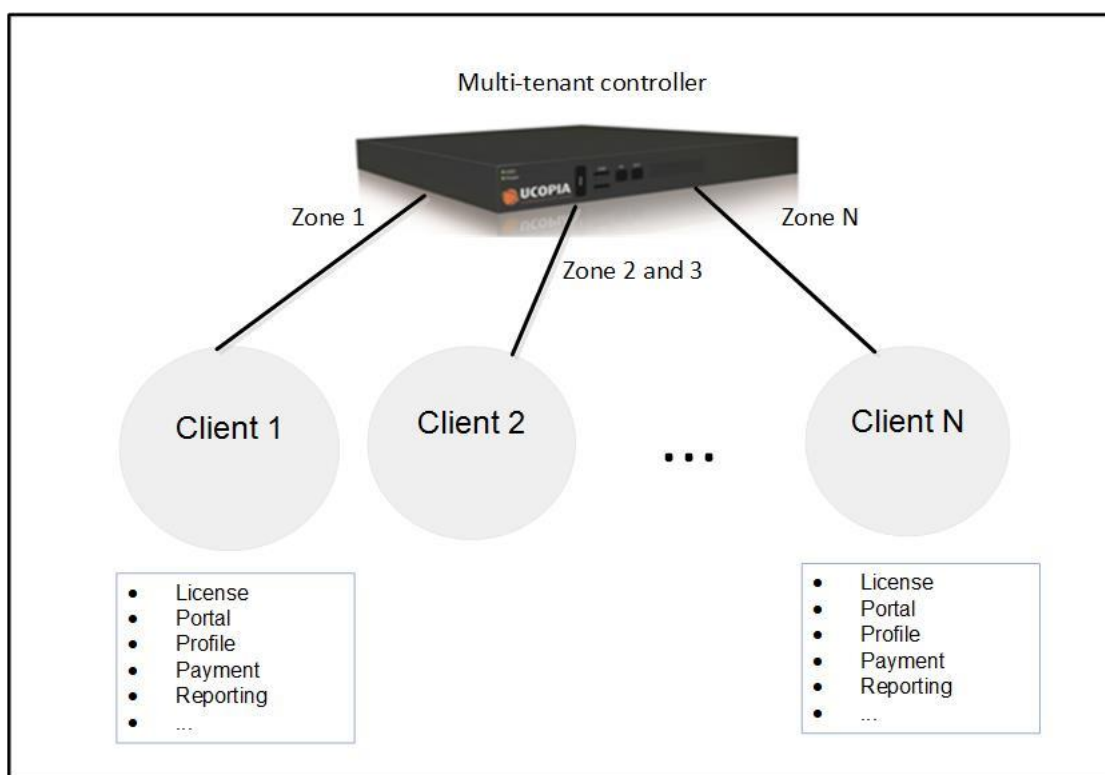 Multi-tenant controller
UCOPIA
Zone 1
Zone N
Zone 2 and 3
Client 1
Client 2
...
Client N
• License
• Portal
• Profile
• Payment
• Reporting
• ...
• License
• Portal
• Profile
• Payment
• Reporting
• ...